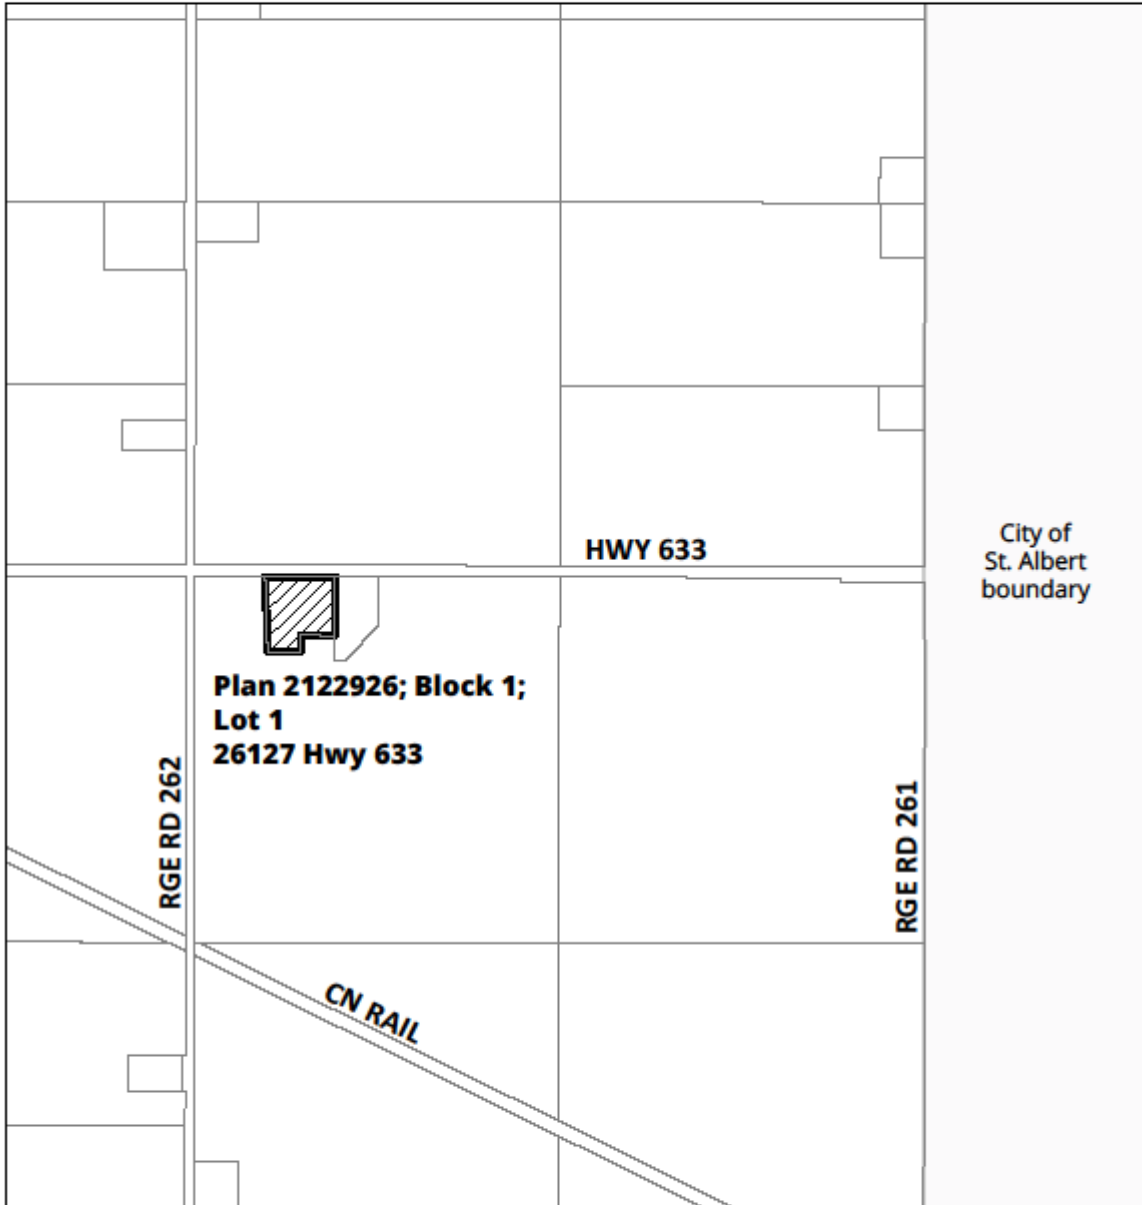 HWY 633
City of
St. Albert
boundary
Plan 2122926; Block 1;
Lot 1
26127 Hwy 633
RGE RD 262
RGE RD 261
CN RAIL